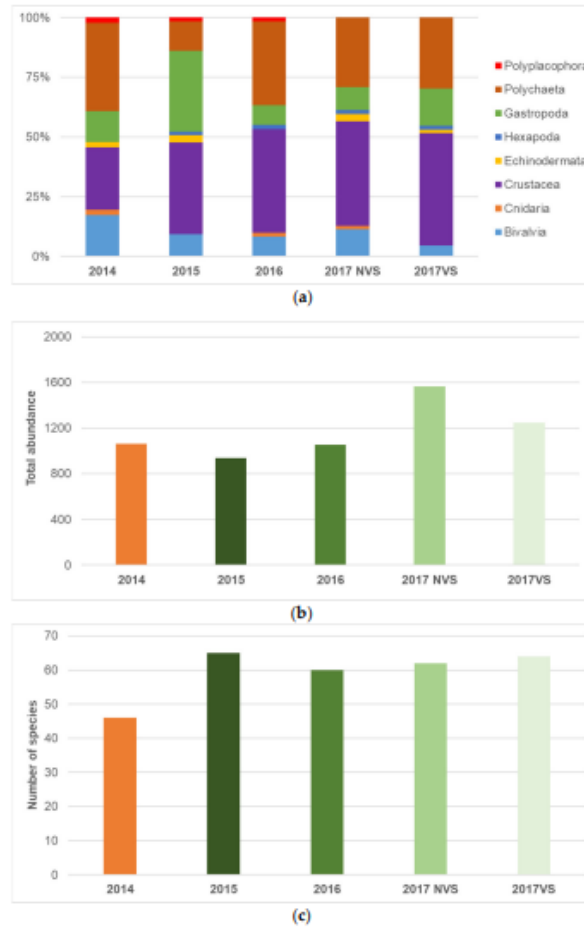 100%
75%
50%
25%
0%
2014
2015
2016
2017 NVS
2017VS
Polyplacophora
Polychaeta
Gastropoda
Hexapoda
Echinodermata
Crustacea
Cnidaria
Bivalvia
(a)
Total abundance
2000
1600
1200
800
400
0
2014
2015
2016
2017 NVS
2017VS
(b)
Number of species
70
60
50
40
30
20
10
0
2014
2015
2016
2017 NVS
2017VS
(c)